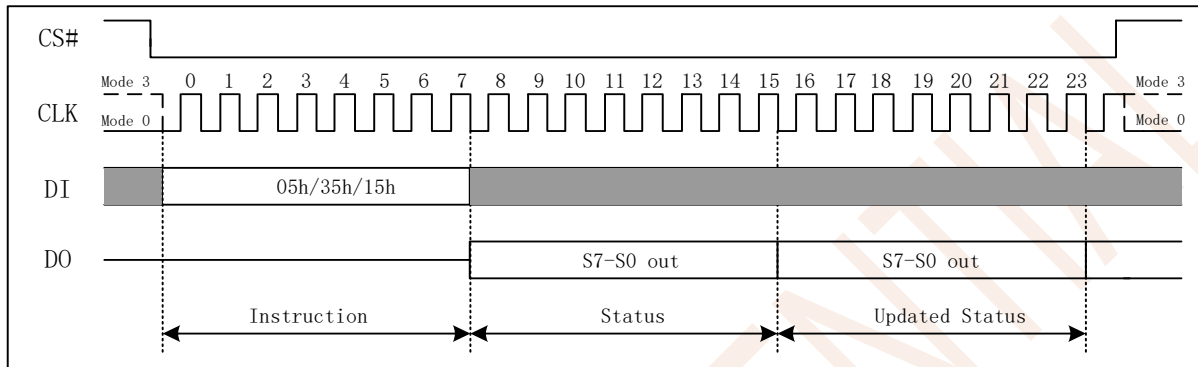 CS#
Mode 3 0 1 2 3 4 5 6 7 8 9 10 11 12 13 14 15 16 17 18 19 20 21 22 23 Mode 3
CLK
Mode 0 Mode 0
DI 05h/35h/15h
DO S7-S0 out S7-S0 out
Instruction Status Updated Status